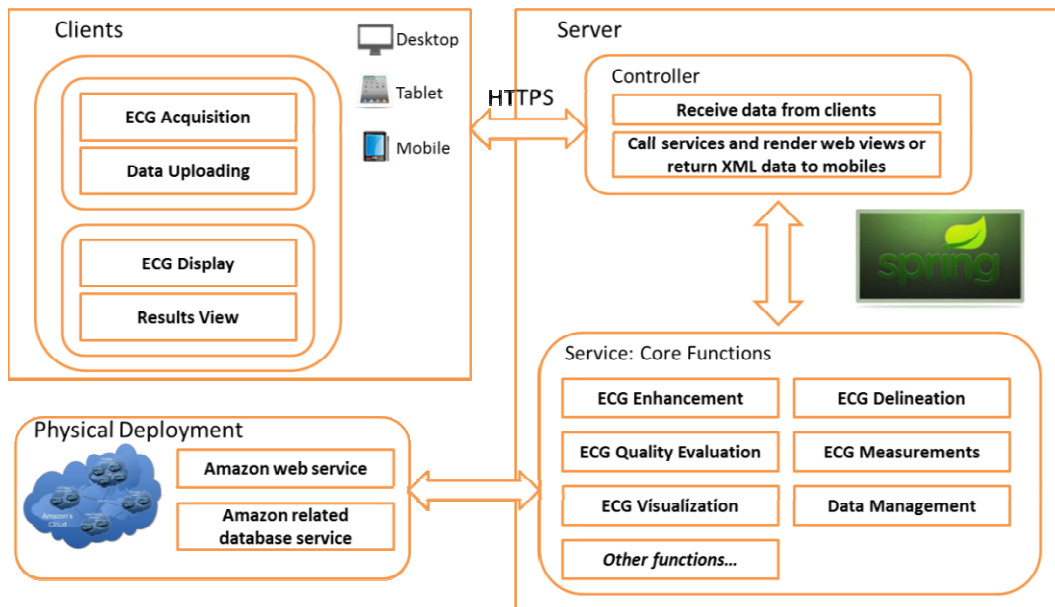 Clients
Desktop
Tablet
Mobile
ECG Acquisition
Data Uploading
ECG Display
Results View
HTTPS
Server
Controller
Receive data from clients
Call services and render web views or
return XML data to mobiles
spring
Service: Core Functions
ECG Enhancement
ECG Delineation
ECG Quality Evaluation
ECG Measurements
ECG Visualization
Data Management
Other functions...
Physical Deployment
Amazon's
Cloud
Amazon web service
Amazon related
database service